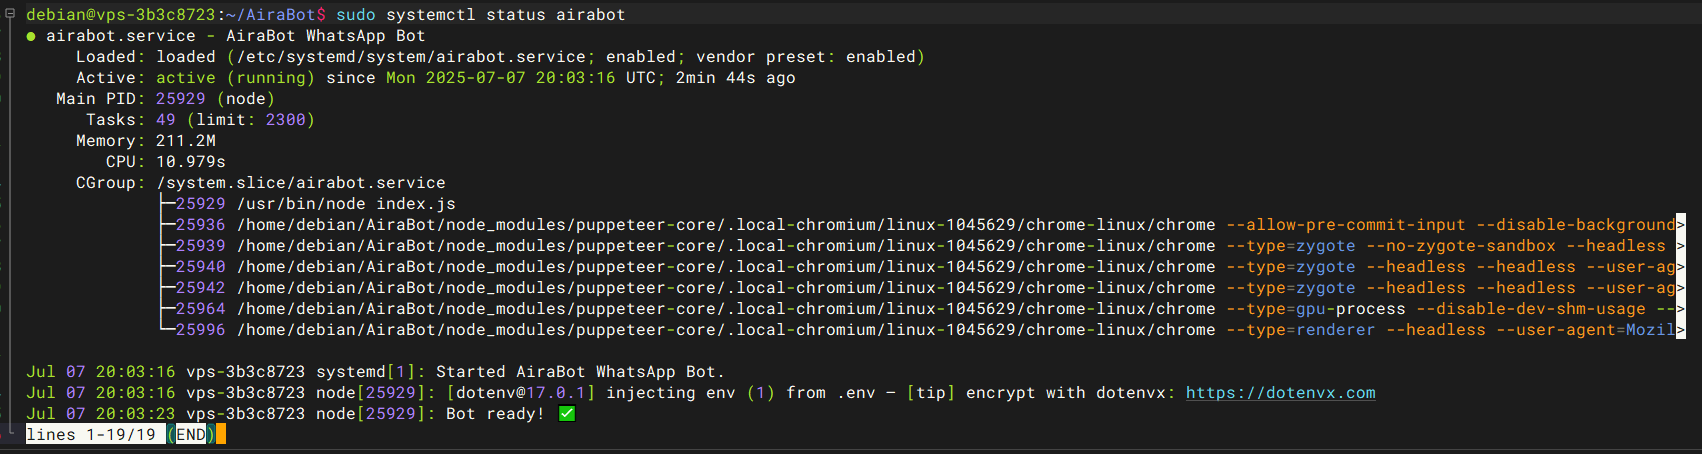 debian@vps-3b3c8723:~/AiraBot$ sudo systemctl status airabot
● airabot.service - AiraBot WhatsApp Bot
Loaded: loaded (/etc/systemd/system/airabot.service; enabled; vendor preset: enabled)
Active: active (running) since Mon 2025-07-07 20:03:16 UTC; 2min 44s ago
Main PID: 25929 (node)
Tasks: 49 (limit: 2300)
Memory: 211.2M
CPU: 10.979s
CGroup: /system.slice/airabot.service
├─25929 /usr/bin/node index.js
├─25936 /home/debian/AiraBot/node_modules/puppeteer-core/.local-chromium/linux-1045629/chrome-linux/chrome --allow-pre-commit-input --disable-background>
├─25939 /home/debian/AiraBot/node_modules/puppeteer-core/.local-chromium/linux-1045629/chrome-linux/chrome --type=zygote --no-zygote-sandbox --headless >
├─25940 /home/debian/AiraBot/node_modules/puppeteer-core/.local-chromium/linux-1045629/chrome-linux/chrome --type=zygote --headless --headless --user-ag>
├─25942 /home/debian/AiraBot/node_modules/puppeteer-core/.local-chromium/linux-1045629/chrome-linux/chrome --type=zygote --headless --headless --user-ag>
├─25964 /home/debian/AiraBot/node_modules/puppeteer-core/.local-chromium/linux-1045629/chrome-linux/chrome --type=gpu-process --disable-dev-shm-usage -->
└─25996 /home/debian/AiraBot/node_modules/puppeteer-core/.local-chromium/linux-1045629/chrome-linux/chrome --type=renderer --headless --user-agent=Mozil>
Jul 07 20:03:16 vps-3b3c8723 systemd[1]: Started AiraBot WhatsApp Bot.
Jul 07 20:03:16 vps-3b3c8723 node[25929]: [dotenv@17.0.1] injecting env (1) from .env – [tip] encrypt with dotenvx: https://dotenvx.com
Jul 07 20:03:23 vps-3b3c8723 node[25929]: Bot ready! ✅
lines 1-19/19 (END)